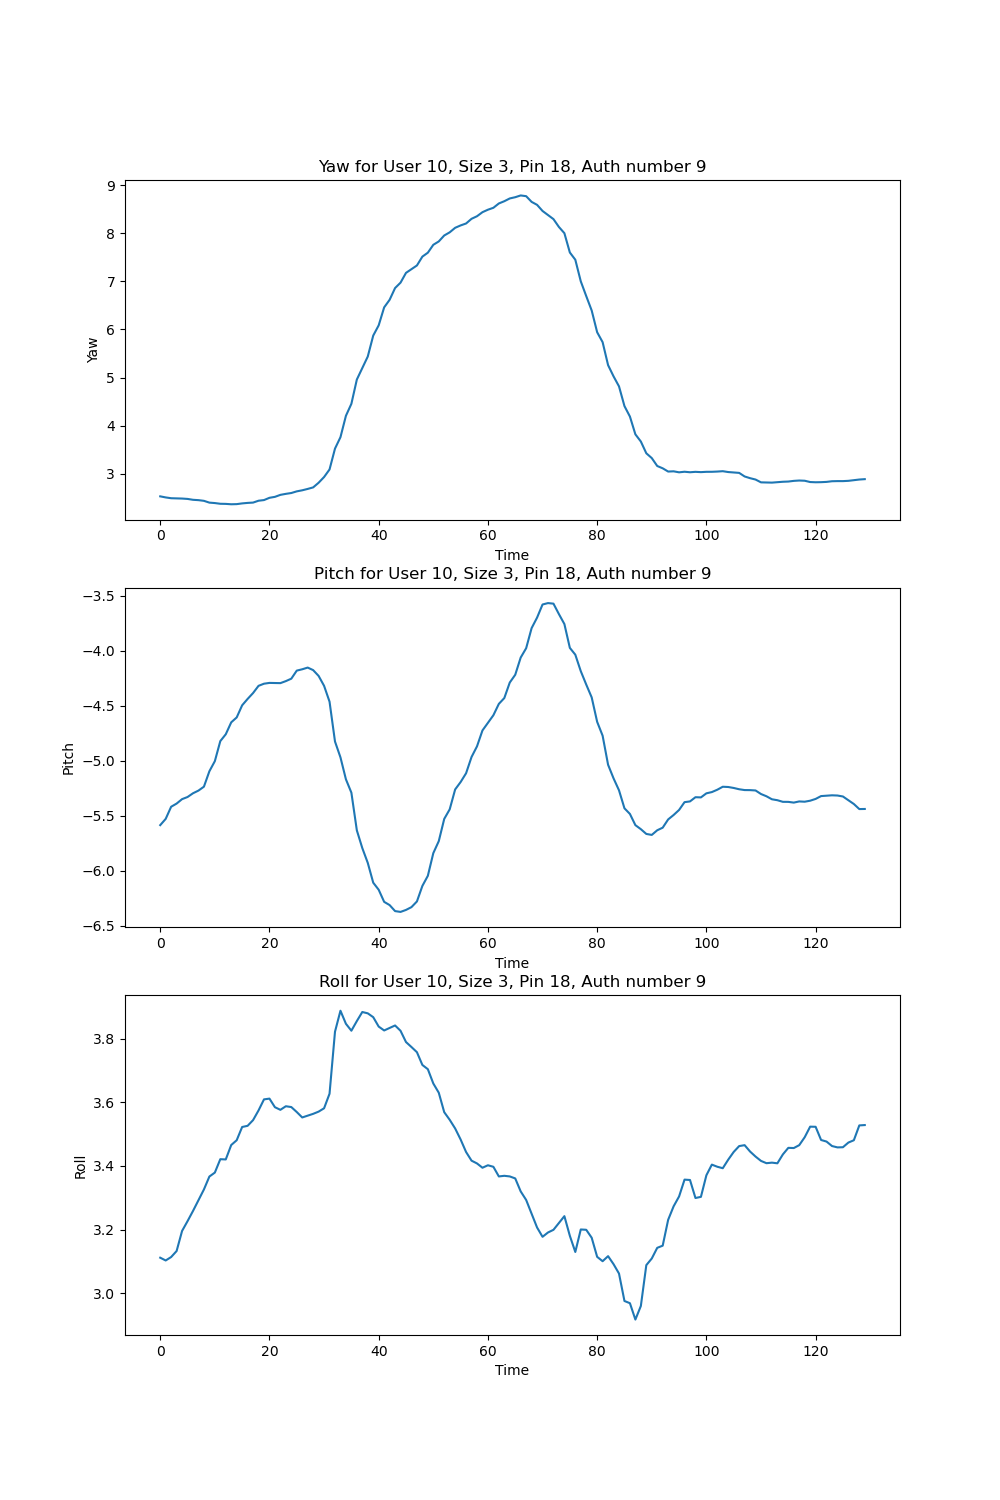 Yaw for User 10, Size 3, Pin 18, Auth number 9
9
8
7
6
5
4
3
Yaw
0 20 40 60 80 100 120
Time
Pitch for User 10, Size 3, Pin 18, Auth number 9
−3.5
−4.0
−4.5
−5.0
−5.5
−6.0
−6.5
Pitch
0 20 40 60 80 100 120
Time
Roll for User 10, Size 3, Pin 18, Auth number 9
3.8
3.6
3.4
3.2
3.0
Roll
0 20 40 60 80 100 120
Time